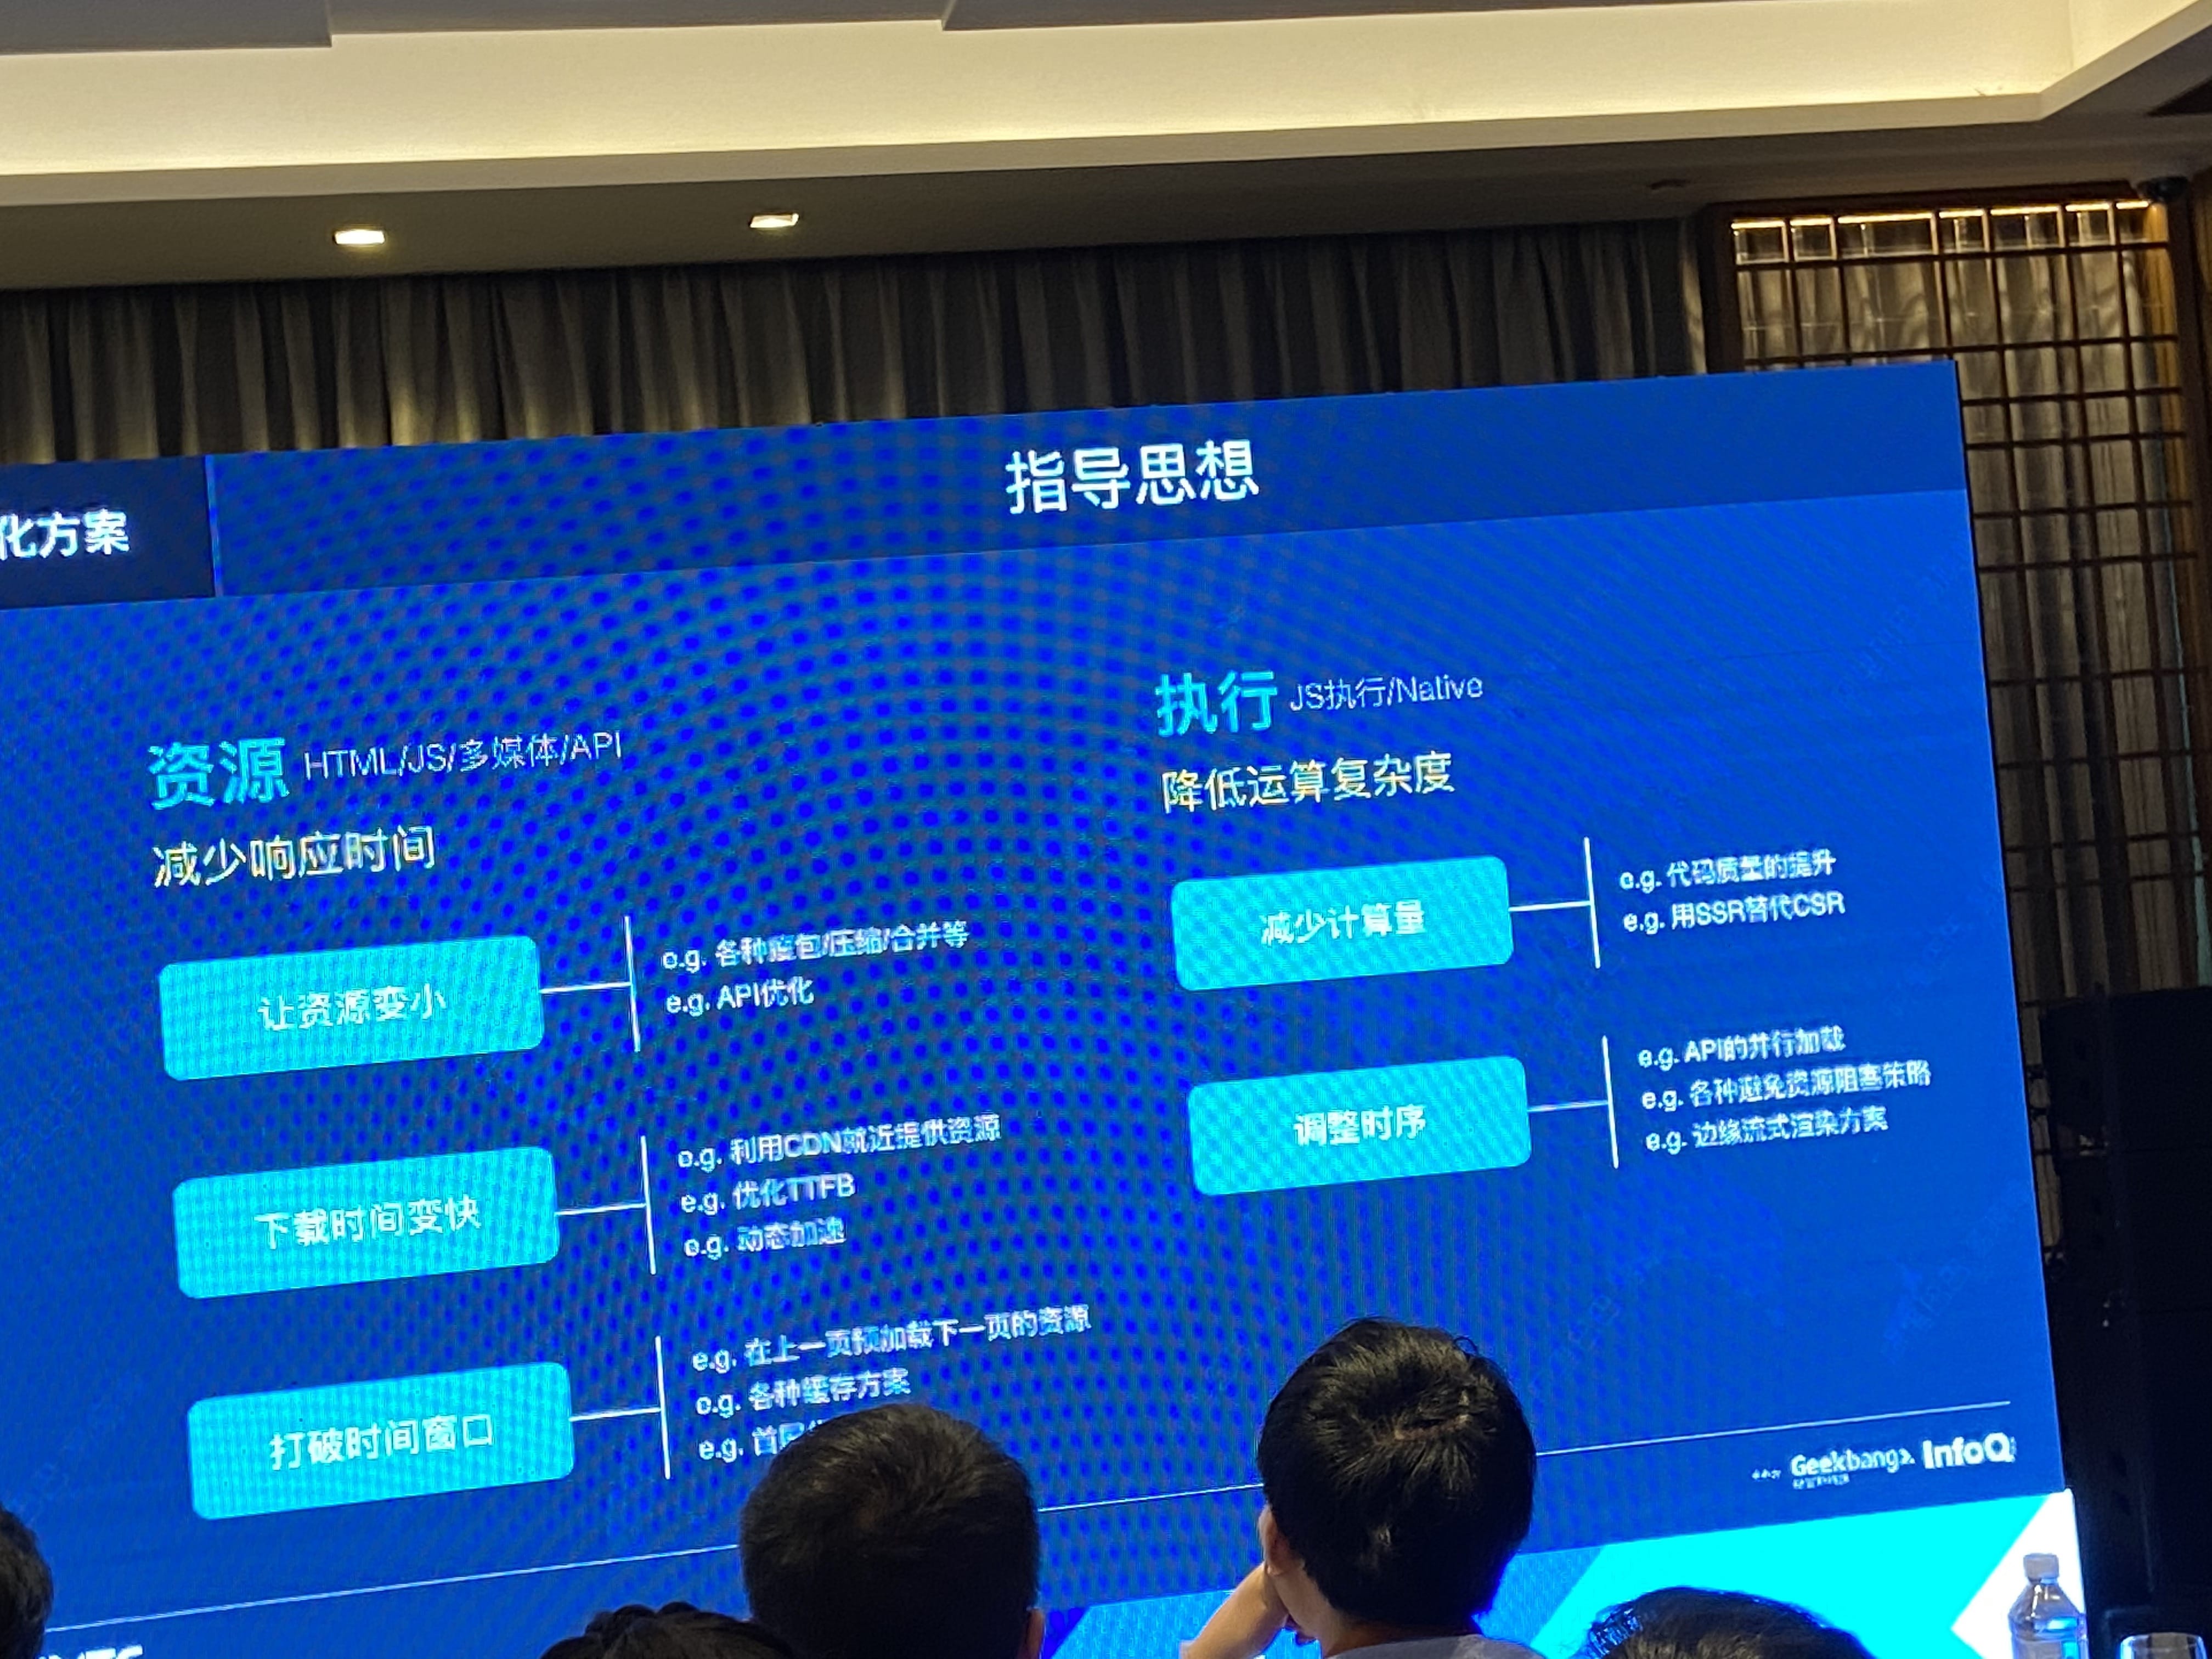 化方案
指导思想
资源 HTML/JS/多媒体/API
减少响应时间
让资源变小
e.g. 各种瘦包/压缩/合并等
e.g. API优化
下载时间变快
e.g. 利用CDN就近提供资源
e.g. 优化TTFB
e.g. 动态加速
打破时间窗口
e.g. 在上一页预加载下一页的资源
e.g. 各种缓存方案
e.g. 首屏
执行 JS执行/Native
降低运算复杂度
减少计算量
e.g. 代码质量的提升
e.g. 用SSR替代CSR
调整时序
e.g. API的并行加载
e.g. 各种避免资源阻塞策略
e.g. 边缘流式渲染方案
Geekbang InfoQ